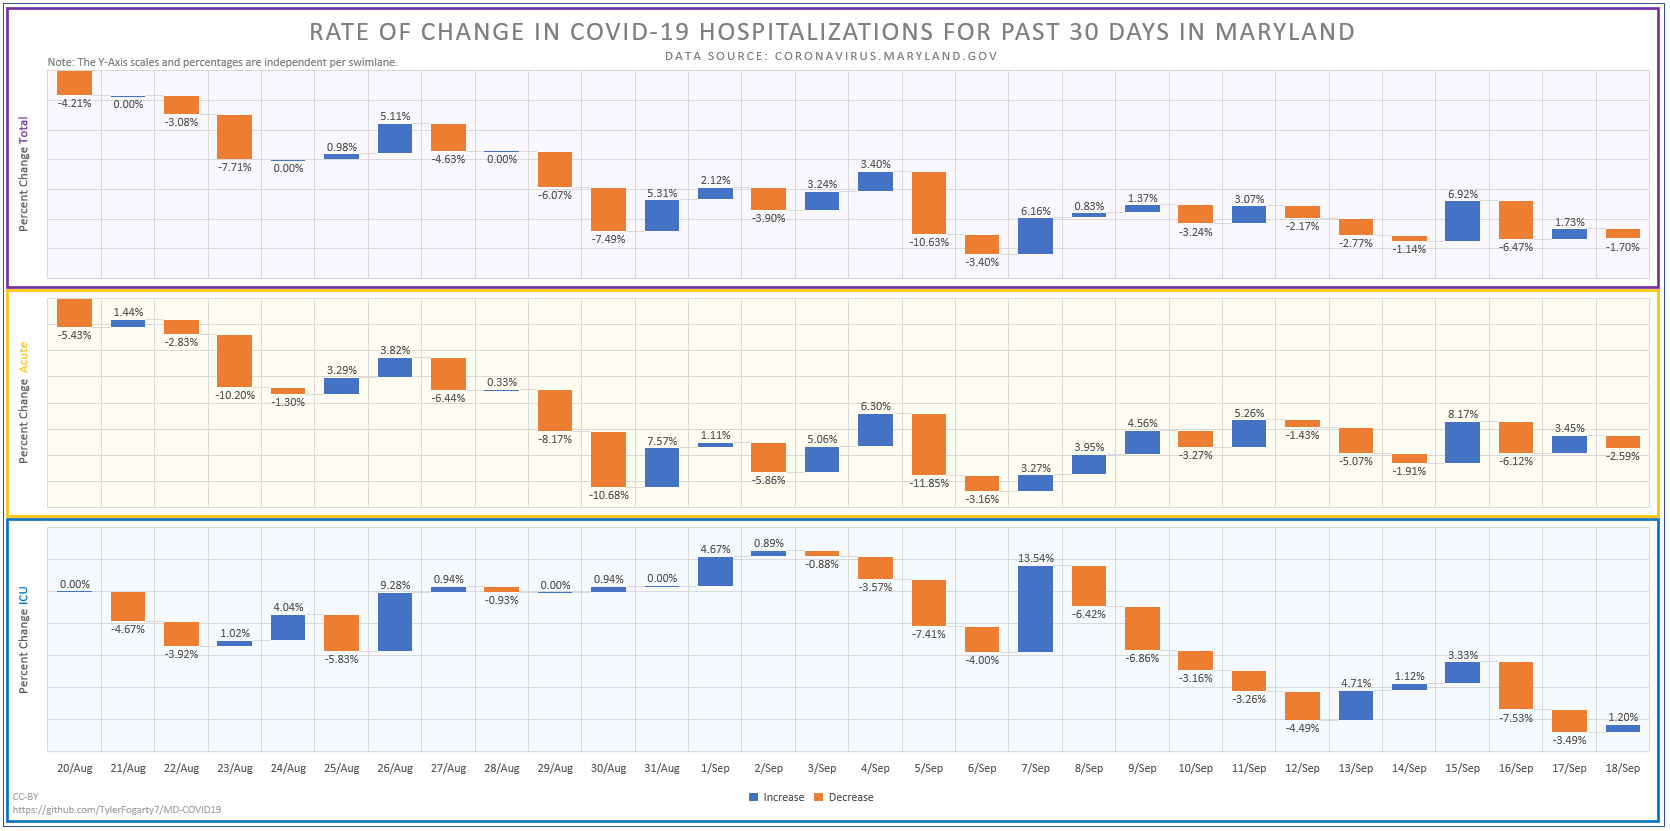 RATE OF CHANGE IN COVID-19 HOSPITALIZATIONS FOR PAST 30 DAYS IN MARYLAND
DATA SOURCE: CORONAVIRUS.MARYLAND.GOV
Note: The Y-Axis scales and percentages are independent per swimlane.
Percent Change Total
-4.21% 0.00% -3.08% -7.71% 0.00% 0.98% 5.11% -4.63% 0.00% -6.07% -7.49% 5.31% 2.12% -3.90% 3.24% 3.40% -10.63% -3.40% 6.16% 0.83% 1.37% -3.24% 3.07% -2.17% -2.77% -1.14% 6.92% -6.47% 1.73% -1.70%
Percent Change Acute
-5.43% 1.44% -2.83% -10.20% -1.30% 3.29% 3.82% -6.44% 0.33% -8.17% -10.68% 7.57% 1.11% -5.86% 5.06% 6.30% -11.85% -3.16% 3.27% 3.95% 4.56% -3.27% 5.26% -1.43% -5.07% -1.91% 8.17% -6.12% 3.45% -2.59%
Percent Change ICU
0.00% -4.67% -3.92% 1.02% 4.04% -5.83% 9.28% 0.94% -0.93% 0.00% 0.94% 0.00% 4.67% 0.89% -0.88% -3.57% -7.41% -4.00% 13.54% -6.42% -6.86% -3.16% -3.26% -4.49% 4.71% 1.12% 3.33% -7.53% -3.49% 1.20%
20/Aug 21/Aug 22/Aug 23/Aug 24/Aug 25/Aug 26/Aug 27/Aug 28/Aug 29/Aug 30/Aug 31/Aug 1/Sep 2/Sep 3/Sep 4/Sep 5/Sep 6/Sep 7/Sep 8/Sep 9/Sep 10/Sep 11/Sep 12/Sep 13/Sep 14/Sep 15/Sep 16/Sep 17/Sep 18/Sep
Increase Decrease
CC-BY
https://github.com/TylerFogarty7/MD-COVID19